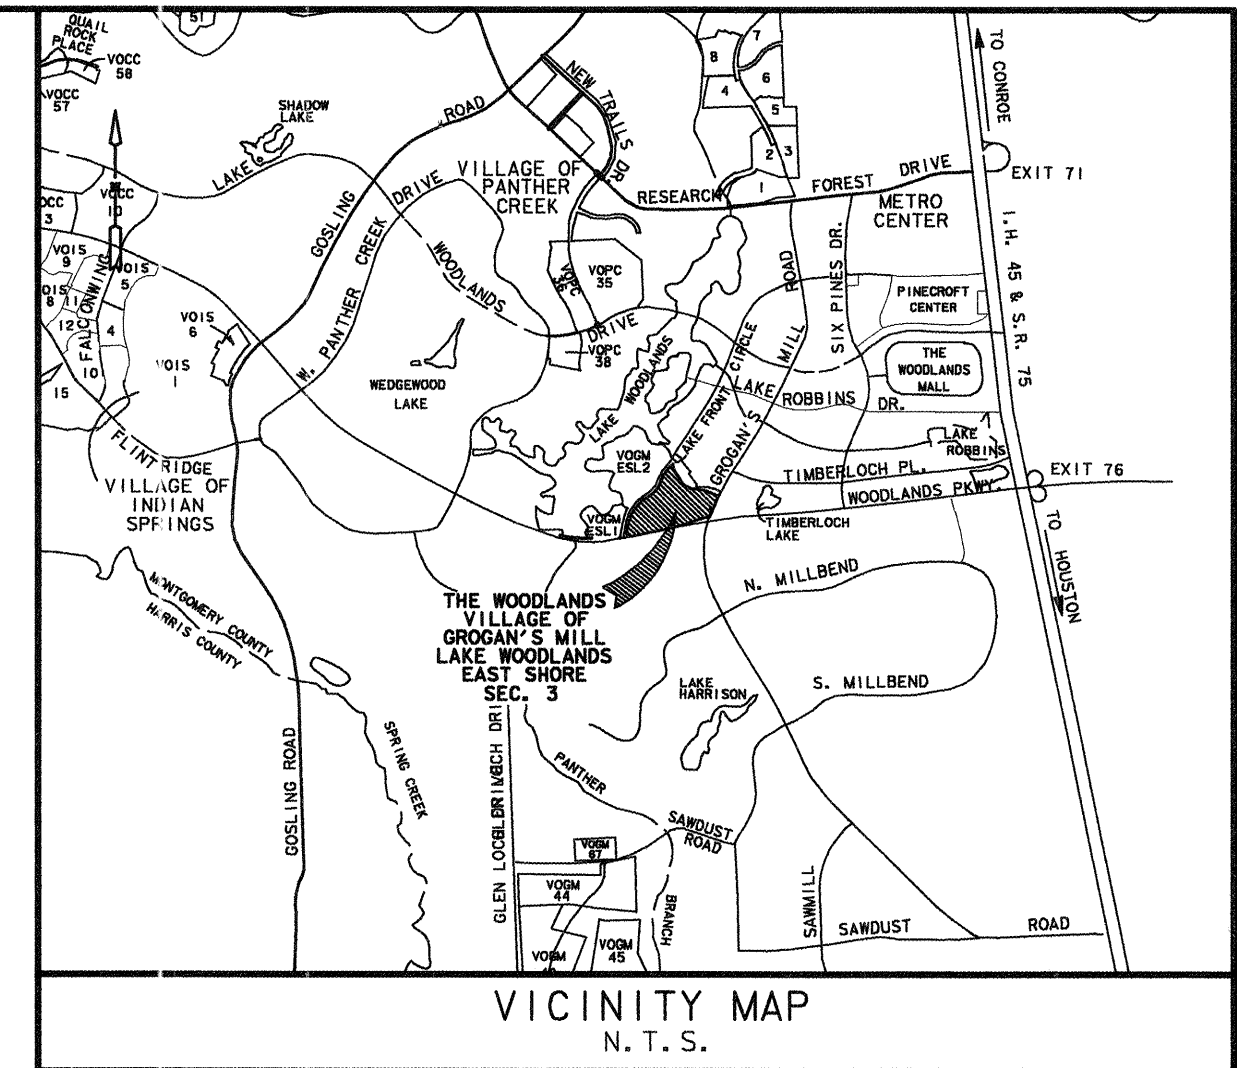 51
QUAIL
ROCK
PLACE
VOCC
58
VOCC
57
SHADOW
LAKE
LAKE
GOSLING
ROAD
NEW TRAILS DR.
8
7
6
4
5
2
3
1
TO CONROE
VILLAGE OF
PANTHER
CREEK
RESEARCH
FOREST
DRIVE
EXIT 71
METRO
CENTER
VOCC
10
OCC
3
VOIS
9
VOIS
5
OIS
8
11
12
4
10
15
FALCONWING
VOIS
6
VOIS
1
W. PANTHER
CREEK
DRIVE
WOODLANDS
DRIVE
VOPC
36
VOPC
35
VOPC
38
WEDGEWOOD
LAKE
LAKE
WOODLANDS
LAKE FRONT
CIRCLE
GROGAN'S
MILL
ROAD
SIX PINES DR.
I.H. 45 & S.R. 75
PINECROFT
CENTER
THE
WOODLANDS
MALL
LAKE
ROBBINS
DR.
LAKE
ROBBINS
TIMBERLOCH PL.
WOODLANDS PKWY.
EXIT 76
VOGM
ESL2
VOGM
ESL1
TIMBERLOCH
LAKE
TO HOUSTON
FLINTRIDGE
VILLAGE OF
INDIAN
SPRINGS
MONTGOMERY COUNTY
HARRIS COUNTY
THE WOODLANDS
VILLAGE OF
GROGAN'S MILL
LAKE WOODLANDS
EAST SHORE
SEC. 3
N. MILLBEND
S. MILLBEND
LAKE
HARRISON
GOSLING ROAD
SPRING CREEK
GLEN
PANTHER
BRANCH
SAWDUST
ROAD
VOGM
67
VOGM
44
VOGM
45
VOGM
SAWMILL
SAWDUST
ROAD
VICINITY MAP
N. T. S.